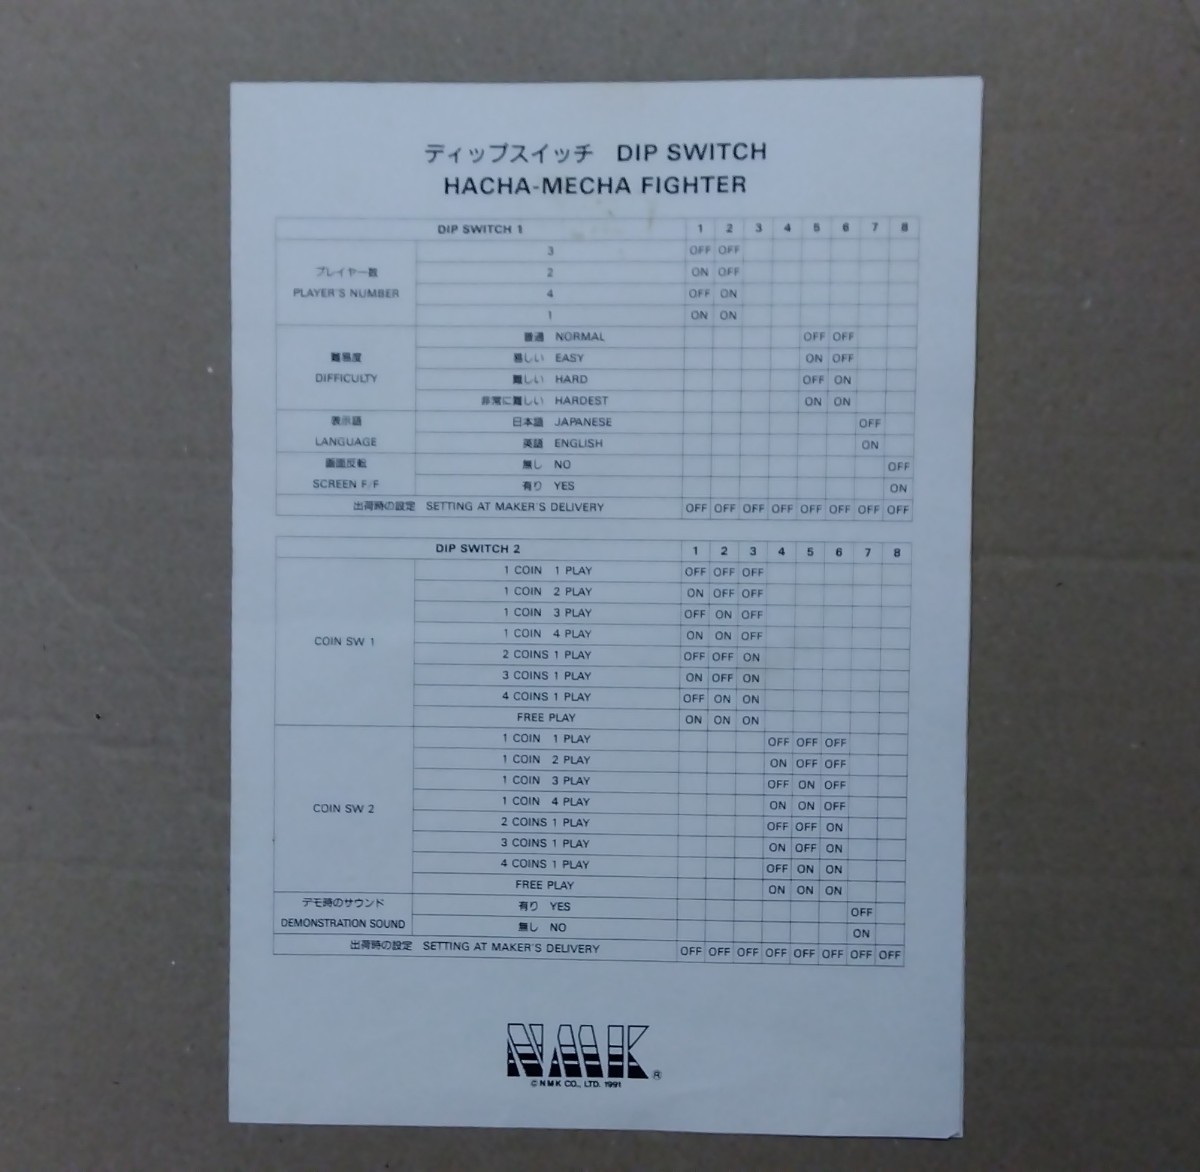 ディップスイッチ DIP SWITCH
HACHA-MECHA FIGHTER
DIP SWITCH 1 1 2 3 4 5 6 7 8
プレイヤー数 PLAYER'S NUMBER
3 OFF OFF
2 ON OFF
4 OFF ON
1 ON ON
難易度 DIFFICULTY
普通 NORMAL OFF OFF
易しい EASY ON OFF
難しい HARD OFF ON
非常に難しい HARDEST ON ON
表示語 LANGUAGE
日本語 JAPANESE OFF
英語 ENGLISH ON
画面反転 SCREEN F/F
無し NO OFF
有り YES ON
出荷時の設定 SETTING AT MAKER'S DELIVERY OFF OFF OFF OFF OFF OFF OFF OFF
DIP SWITCH 2 1 2 3 4 5 6 7 8
COIN SW 1
1 COIN 1 PLAY OFF OFF OFF
1 COIN 2 PLAY ON OFF OFF
1 COIN 3 PLAY OFF ON OFF
1 COIN 4 PLAY ON ON OFF
2 COINS 1 PLAY OFF OFF ON
3 COINS 1 PLAY ON OFF ON
4 COINS 1 PLAY OFF ON ON
FREE PLAY ON ON ON
COIN SW 2
1 COIN 1 PLAY OFF OFF OFF
1 COIN 2 PLAY ON OFF OFF
1 COIN 3 PLAY OFF ON OFF
1 COIN 4 PLAY ON ON OFF
2 COINS 1 PLAY OFF OFF ON
3 COINS 1 PLAY ON OFF ON
4 COINS 1 PLAY OFF ON ON
FREE PLAY ON ON ON
デモ時のサウンド DEMONSTRATION SOUND
有り YES OFF
無し NO ON
出荷時の設定 SETTING AT MAKER'S DELIVERY OFF OFF OFF OFF OFF OFF OFF OFF
NMK ®
© NMK CO., LTD. 1991